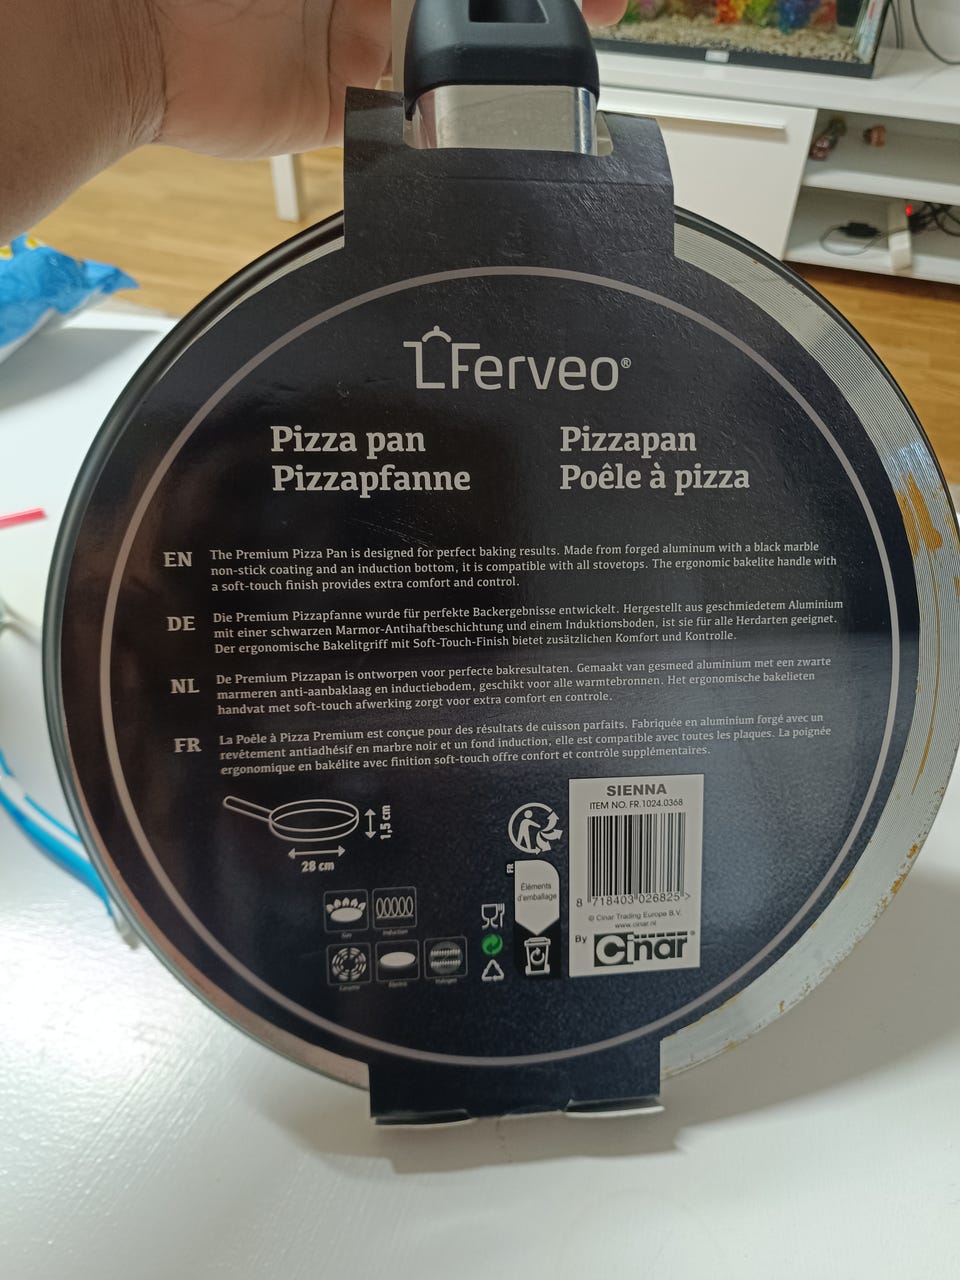 Ferveo®
Pizza pan
Pizzapfanne
Pizzapan
Poêle à pizza
EN
The Premium Pizza Pan is designed for perfect baking results. Made from forged aluminum with a black marble
non-stick coating and an induction bottom, it is compatible with all stovetops. The ergonomic bakelite handle with
a soft-touch finish provides extra comfort and control.
DE
Die Premium Pizzapfanne wurde für perfekte Backergebnisse entwickelt. Hergestellt aus geschmiedetem Aluminium
mit einer schwarzen Marmor-Antihaftbeschichtung und einem Induktionsboden, ist sie für alle Herdarten geeignet.
Der ergonomische Bakelitgriff mit Soft-Touch-Finish bietet zusätzlichen Komfort und Kontrolle.
NL
De Premium Pizzapan is ontworpen voor perfecte bakresultaten. Gemaakt van gesmeed aluminium met een zwarte
marmeren anti-aanbaklaag en inductiebodem, geschikt voor alle warmtebronnen. Het ergonomische bakelieten
handvat met soft-touch afwerking zorgt voor extra comfort en controle.
FR
La Poêle à Pizza Premium est conçue pour des résultats de cuisson parfaits. Fabriquée en aluminium forgé avec un
revêtement antiadhésif en marbre noir et un fond induction, elle est compatible avec toutes les plaques. La poignée
ergonomique en bakélite avec finition soft-touch offre confort et contrôle supplémentaires.
1,5 cm
28 cm
Gas
Induction
Ceramic
Electric
Halogen
FR
Éléments
d'emballage
SIENNA
ITEM NO. FR.1024.0368
8 718403 026825 >
© Cinar Trading Europe B.V.
www.cinar.nl
By
Cinar®